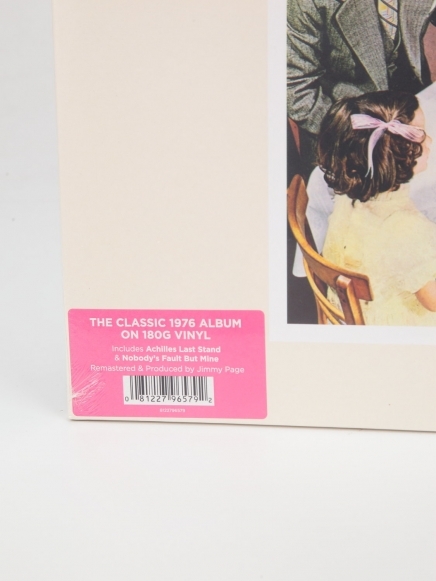 THE CLASSIC 1976 ALBUM
ON 180G VINYL
Includes Achilles Last Stand
& Nobody's Fault But Mine
Remastered & Produced by Jimmy Page
0 81227 96579 2